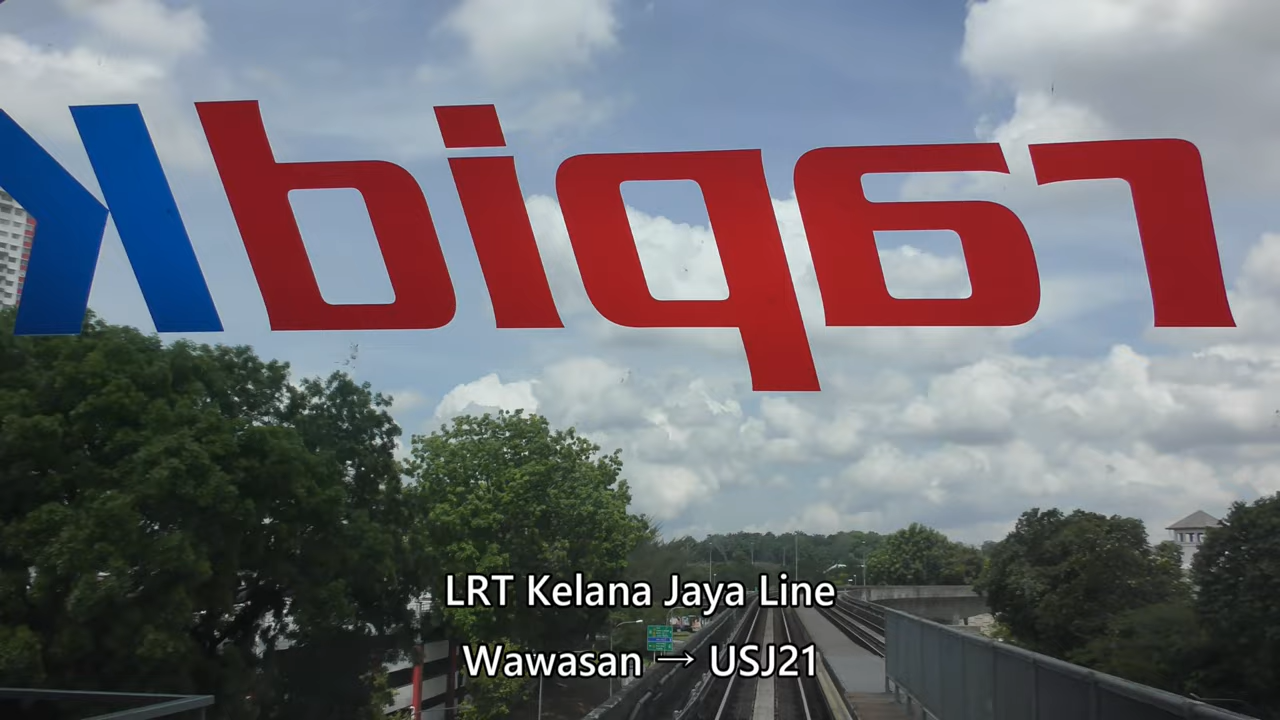 rapidK
LRT Kelana Jaya Line
Wawasan → USJ21